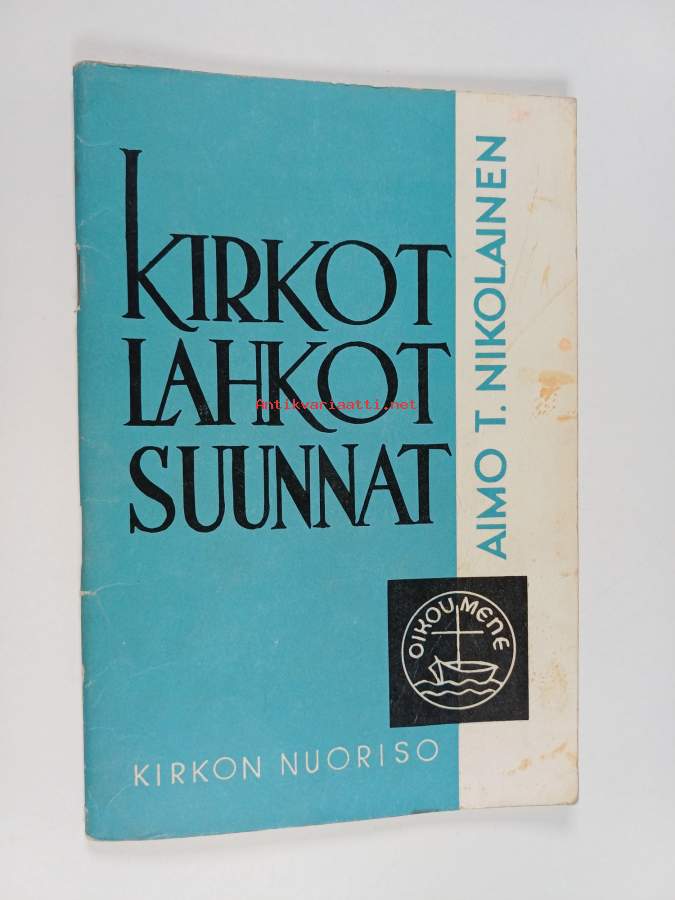 KIRKOT
LAHKOT
Antikvariaatti.net
SUUNNAT
AIMO T. NIKOLAINEN
OIKOUMENE
KIRKON NUORISO